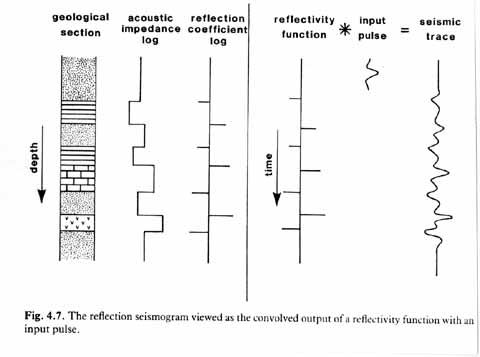 geological section
acoustic impedance log
reflection coefficient log
reflectivity function
*
input pulse
=
seismic trace
depth
time
Fig. 4.7. The reflection seismogram viewed as the convolved output of a reflectivity function with an
input pulse.